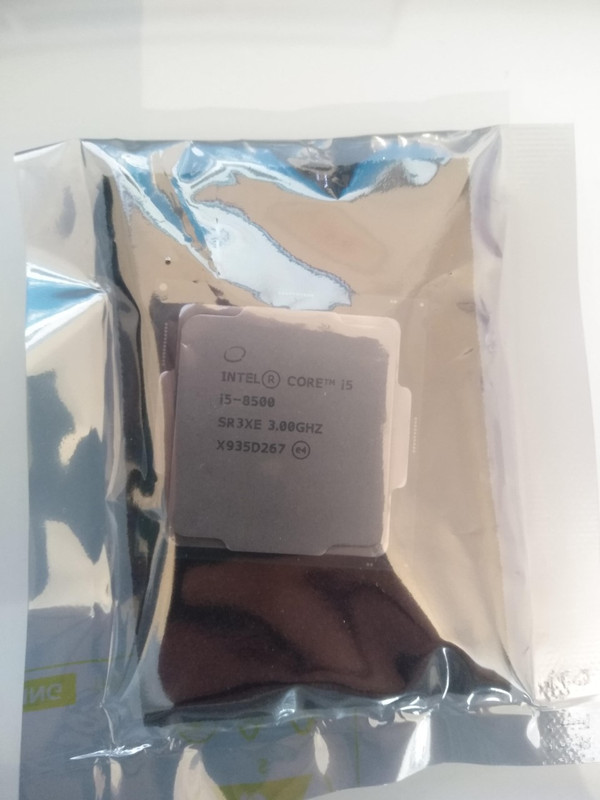 INTEL® CORE™ i5
i5-8500
SR3XE 3.00GHZ
X935D267 e4